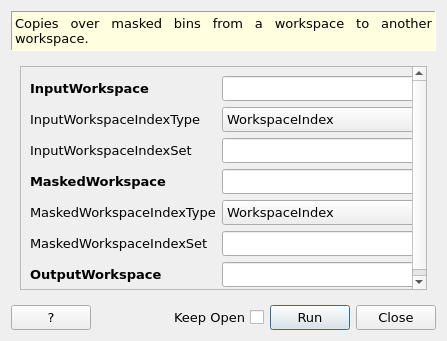 Copies over masked bins from a workspace to another
workspace.
InputWorkspace
InputWorkspaceIndexType WorkspaceIndex
InputWorkspaceIndexSet
MaskedWorkspace
MaskedWorkspaceIndexType WorkspaceIndex
MaskedWorkspaceIndexSet
OutputWorkspace
? Keep Open Run Close